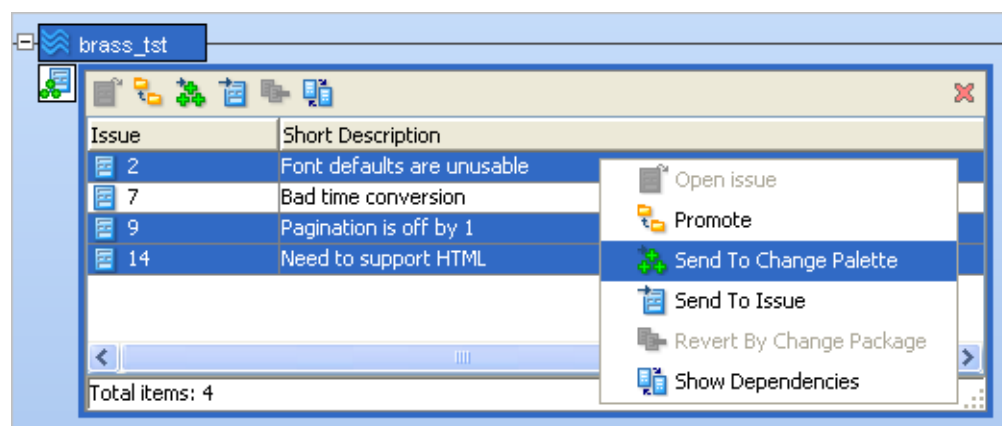 brass_tst
Issue Short Description
2 Font defaults are unusable
7 Bad time conversion
9 Pagination is off by 1
14 Need to support HTML
Total items: 4
Open issue
Promote
Send To Change Palette
Send To Issue
Revert By Change Package
Show Dependencies